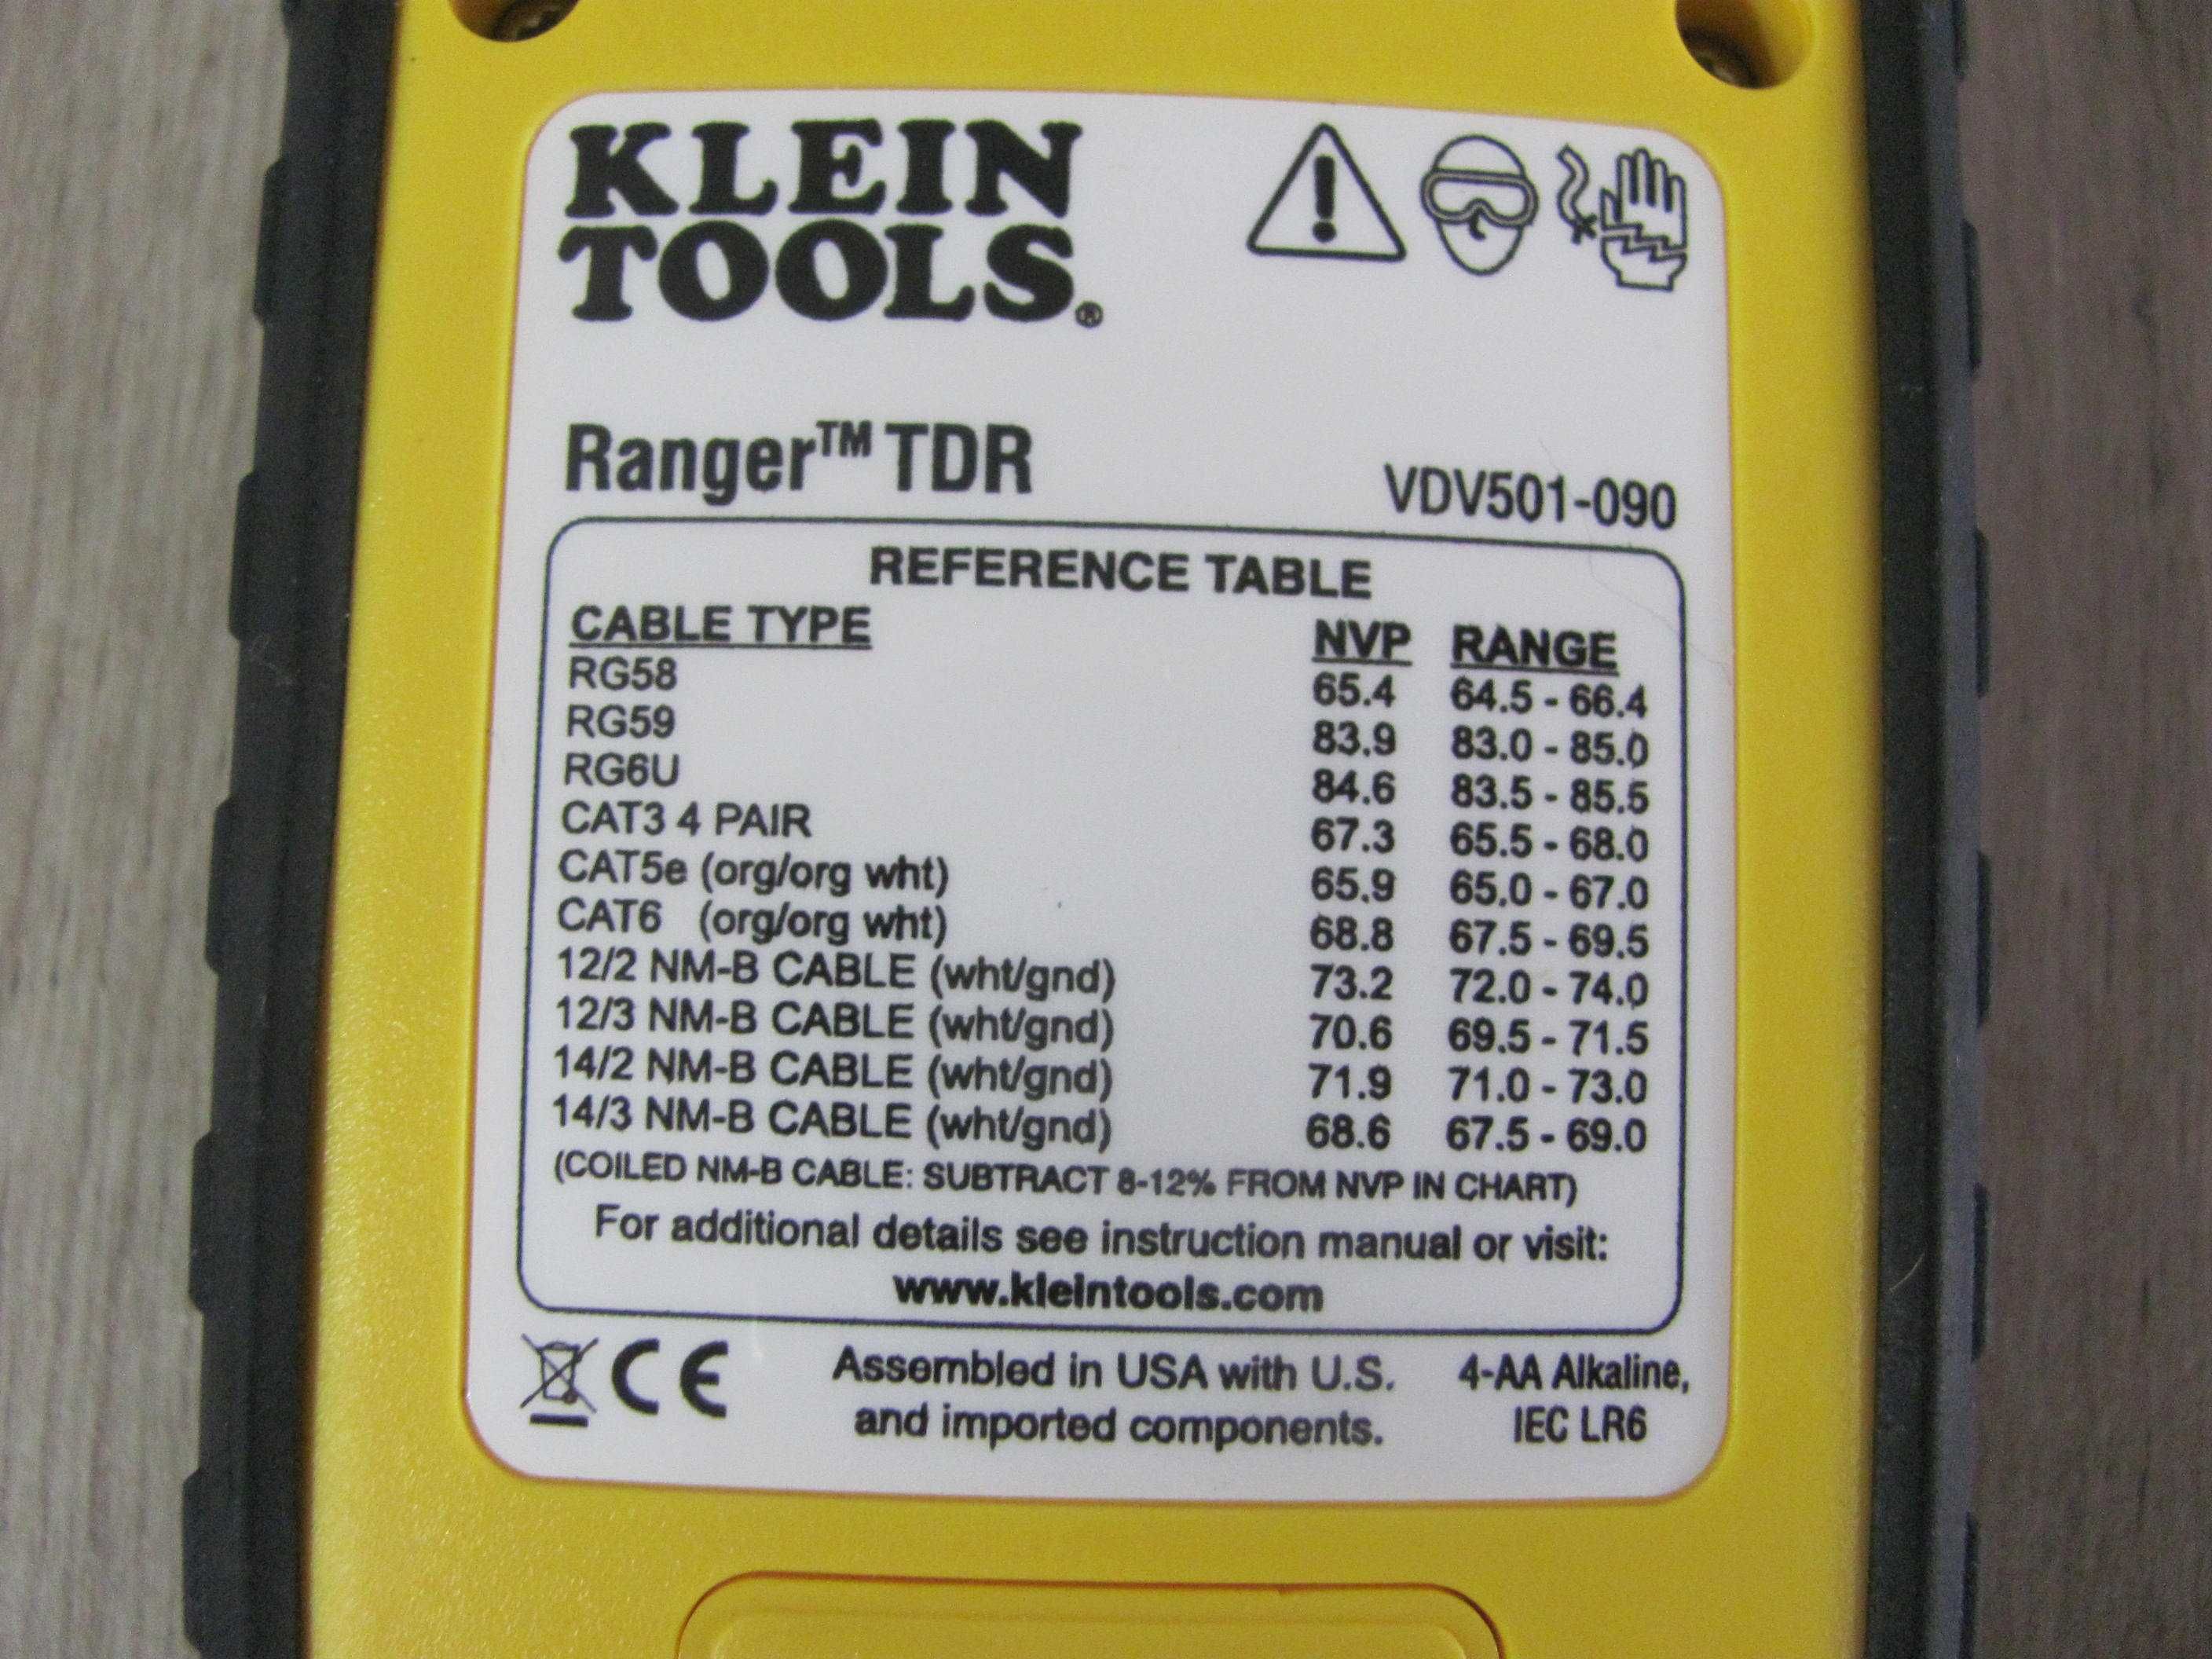 KLEIN
TOOLS®
Ranger™ TDR
VDV501-090
REFERENCE TABLE
CABLE TYPE NVP RANGE
RG58 65.4 64.5 - 66.4
RG59 83.9 83.0 - 85.0
RG6U 84.6 83.5 - 85.5
CAT3 4 PAIR 67.3 65.5 - 68.0
CAT5e (org/org wht) 65.9 65.0 - 67.0
CAT6 (org/org wht) 68.8 67.5 - 69.5
12/2 NM-B CABLE (wht/gnd) 73.2 72.0 - 74.0
12/3 NM-B CABLE (wht/gnd) 70.6 69.5 - 71.5
14/2 NM-B CABLE (wht/gnd) 71.9 71.0 - 73.0
14/3 NM-B CABLE (wht/gnd) 68.6 67.5 - 69.0
(COILED NM-B CABLE: SUBTRACT 8-12% FROM NVP IN CHART)
For additional details see instruction manual or visit:
www.kleintools.com
CE
Assembled in USA with U.S.
and imported components.
4-AA Alkaline,
IEC LR6